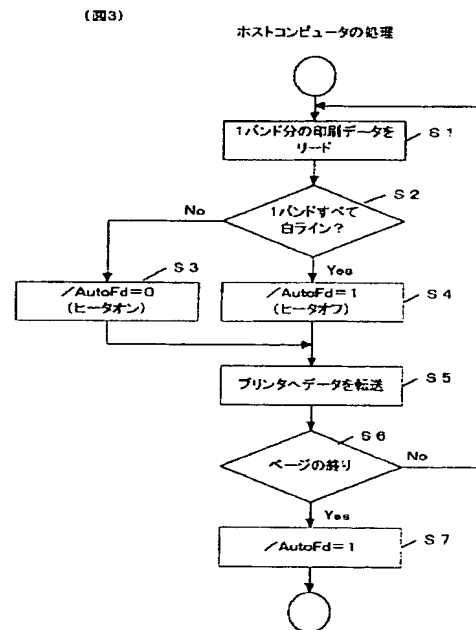 (図3)
ホストコンピュータの処理
1バンド分の印刷データを
リード
S1
1バンドすべて
白ライン?
S2
No
Yes
S3
/AutoFd=0
(ヒータオン)
/AutoFd=1
(ヒータオフ)
S4
プリンタへデータを転送
S5
ページの終り
S6
No
Yes
/AutoFd=1
S7